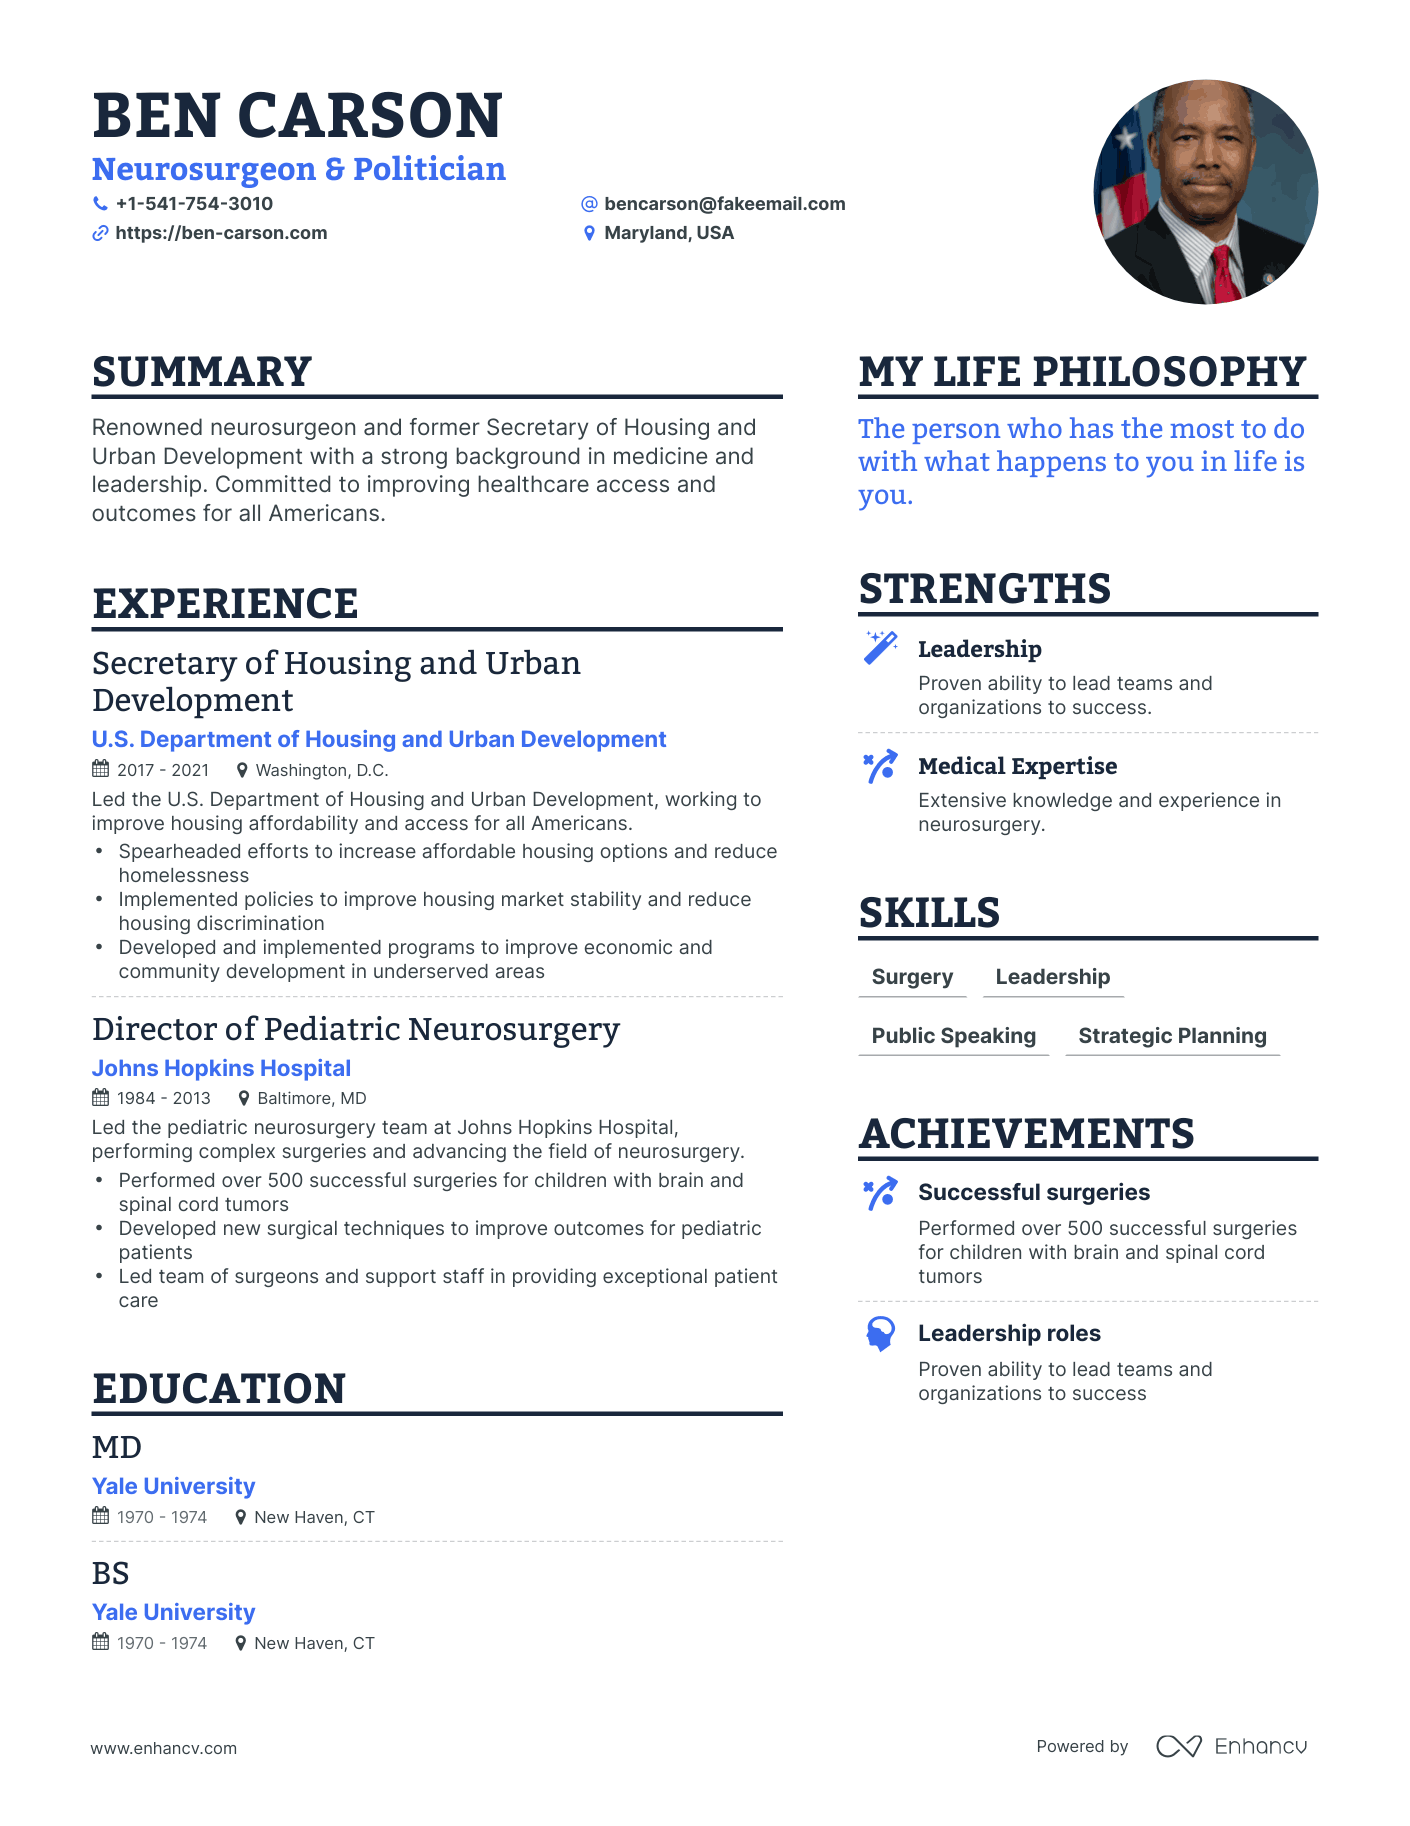 BEN CARSON
Neurosurgeon & Politician
+1-541-754-3010
bencarson@fakeemail.com
https://ben-carson.com
Maryland, USA
SUMMARY
Renowned neurosurgeon and former Secretary of Housing and
Urban Development with a strong background in medicine and
leadership. Committed to improving healthcare access and
outcomes for all Americans.
EXPERIENCE
Secretary of Housing and Urban
Development
U.S. Department of Housing and Urban Development
2017 - 2021 Washington, D.C.
Led the U.S. Department of Housing and Urban Development, working to
improve housing affordability and access for all Americans.
• Spearheaded efforts to increase affordable housing options and reduce
homelessness
• Implemented policies to improve housing market stability and reduce
housing discrimination
• Developed and implemented programs to improve economic and
community development in underserved areas
Director of Pediatric Neurosurgery
Johns Hopkins Hospital
1984 - 2013 Baltimore, MD
Led the pediatric neurosurgery team at Johns Hopkins Hospital,
performing complex surgeries and advancing the field of neurosurgery.
• Performed over 500 successful surgeries for children with brain and
spinal cord tumors
• Developed new surgical techniques to improve outcomes for pediatric
patients
• Led team of surgeons and support staff in providing exceptional patient
care
EDUCATION
MD
Yale University
1970 - 1974 New Haven, CT
BS
Yale University
1970 - 1974 New Haven, CT
MY LIFE PHILOSOPHY
The person who has the most to do
with what happens to you in life is
you.
STRENGTHS
Leadership
Proven ability to lead teams and
organizations to success.
Medical Expertise
Extensive knowledge and experience in
neurosurgery.
SKILLS
Surgery Leadership
Public Speaking Strategic Planning
ACHIEVEMENTS
Successful surgeries
Performed over 500 successful surgeries
for children with brain and spinal cord
tumors
Leadership roles
Proven ability to lead teams and
organizations to success
www.enhancv.com
Powered by Enhancv